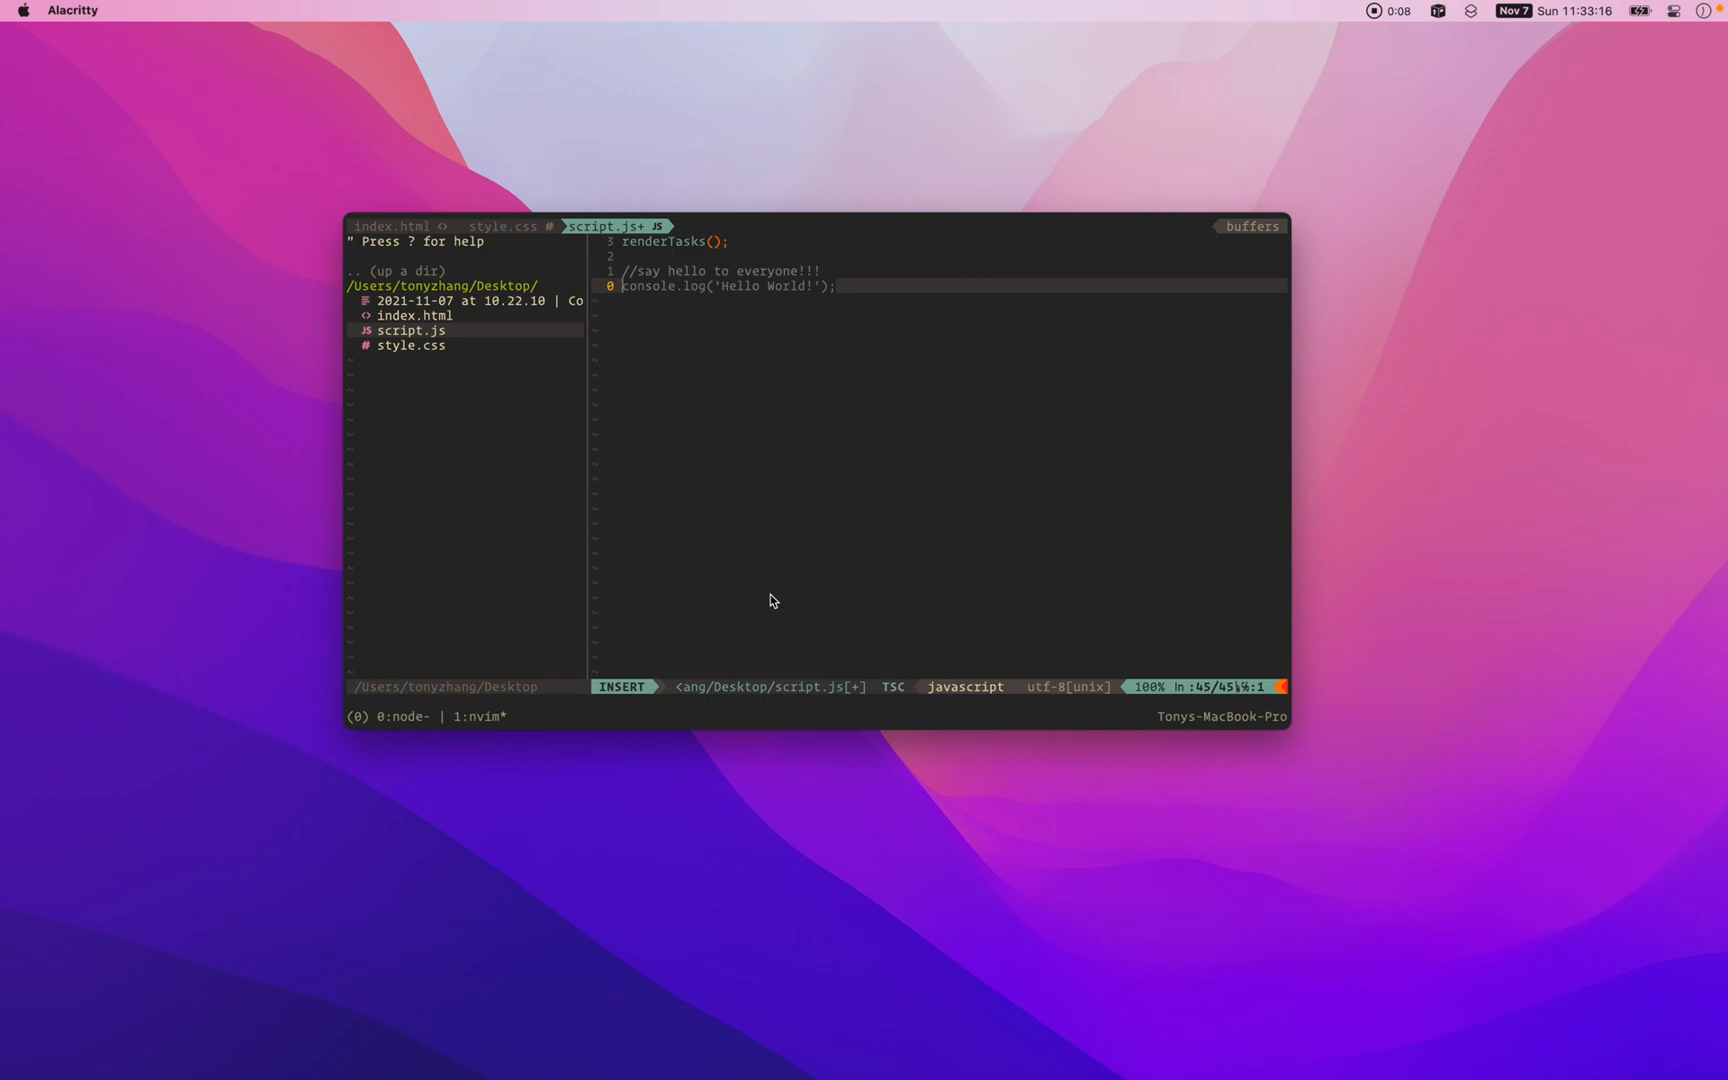 Alacritty
0:08
Nov 7 Sun 11:33:16
index.html <> style.css # script.js+ JS buffers
" Press ? for help
.. (up a dir)
/Users/tonyzhang/Desktop/
2021-11-07 at 10.22.10 | Co
<> index.html
JS script.js
# style.css
3 renderTasks();
2
1 //say hello to everyone!!!
0 console.log('Hello World!');
/Users/tonyzhang/Desktop
INSERT <ang/Desktop/script.js[+] TSC javascript utf-8[unix] 100% ln :45/45 ℅:1
(0) 0:node- | 1:nvim* Tonys-MacBook-Pro